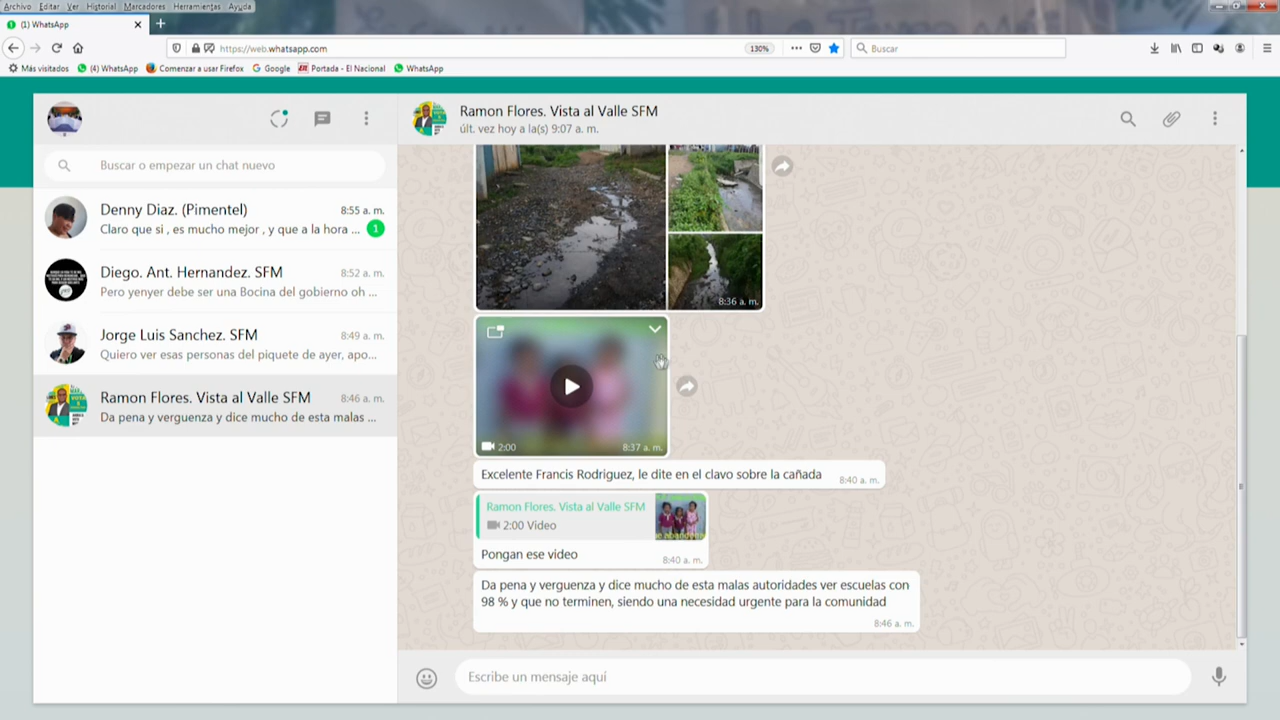 Archivo Editar Ver Historial Marcadores Herramientas Ayuda
(1) WhatsApp
https://web.whatsapp.com
130%
Buscar
Más visitados
(4) WhatsApp
Comenzar a usar Firefox
Google
Portada - El Nacional
WhatsApp
Ramon Flores. Vista al Valle SFM
últ. vez hoy a la(s) 9:07 a. m.
Buscar o empezar un chat nuevo
Denny Diaz. (Pimentel)
8:55 a. m.
Claro que si , es mucho mejor , y que a la hora ...
1
Diego. Ant. Hernandez. SFM
8:52 a. m.
Pero yenyer debe ser una Bocina del gobierno oh ...
Jorge Luis Sanchez. SFM
8:49 a. m.
Quiero ver esas personas del piquete de ayer, apo...
Ramon Flores. Vista al Valle SFM
8:46 a. m.
Da pena y verguenza y dice mucho de esta malas ...
8:36 a. m.
2:00
8:37 a. m.
Excelente Francis Rodriguez, le dite en el clavo sobre la cañada
8:40 a. m.
Ramon Flores. Vista al Valle SFM
2:00 Video
Pongan ese video
8:40 a. m.
Da pena y verguenza y dice mucho de esta malas autoridades ver escuelas con
98 % y que no terminen, siendo una necesidad urgente para la comunidad
8:46 a. m.
Escribe un mensaje aquí